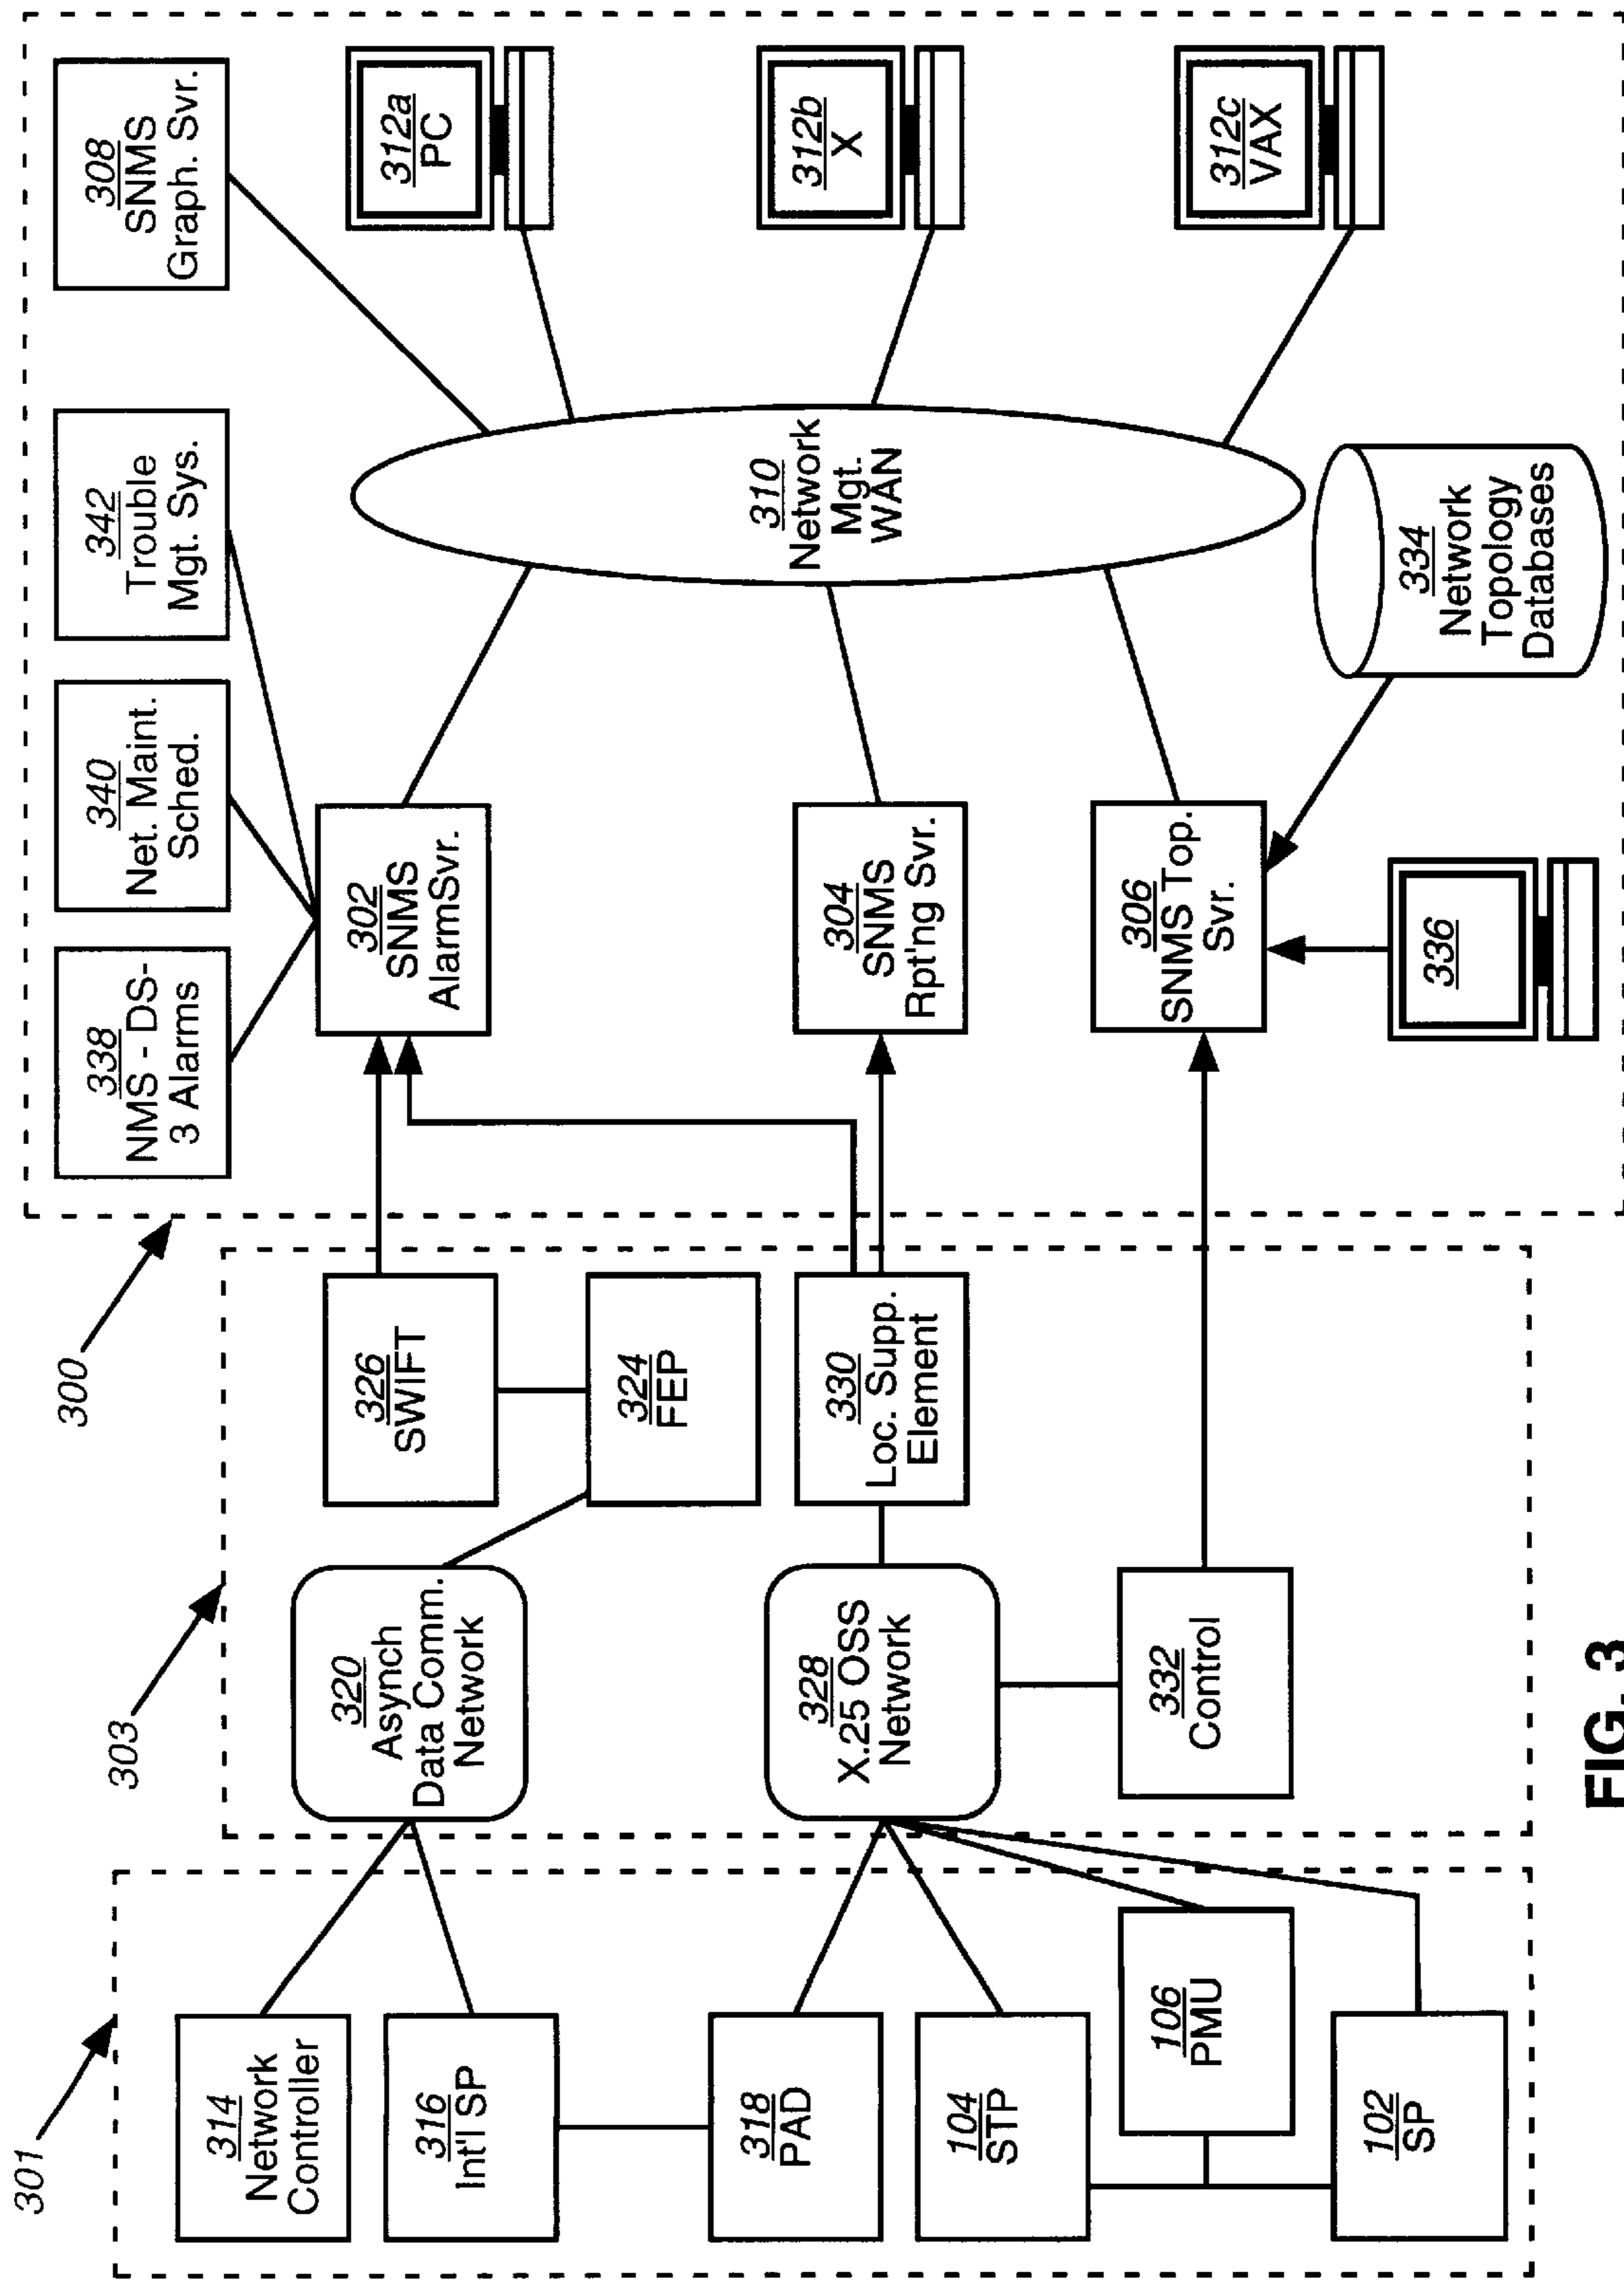 301
314
Network
Controller
316
Int'l SP
318
PAD
104
STP
106
PMU
102
SP
303
320
Asynch
Data Comm.
Network
326
SWIFT
324
FEP
328
X.25 OSS
Network
330
Loc. Supp.
Element
332
Control
300
338
NMS - DS-
3 Alarms
340
Net. Maint.
Sched.
342
Trouble
Mgt. Sys.
308
SNMS
Graph. Svr.
302
SNMS
AlarmSvr.
304
SNMS
Rpt'ng Svr.
306
SNMS Top.
Svr.
310
Network
Mgt.
WAN
312a
PC
312b
X
312c
VAX
334
Network
Topology
Databases
336
FIG. 3